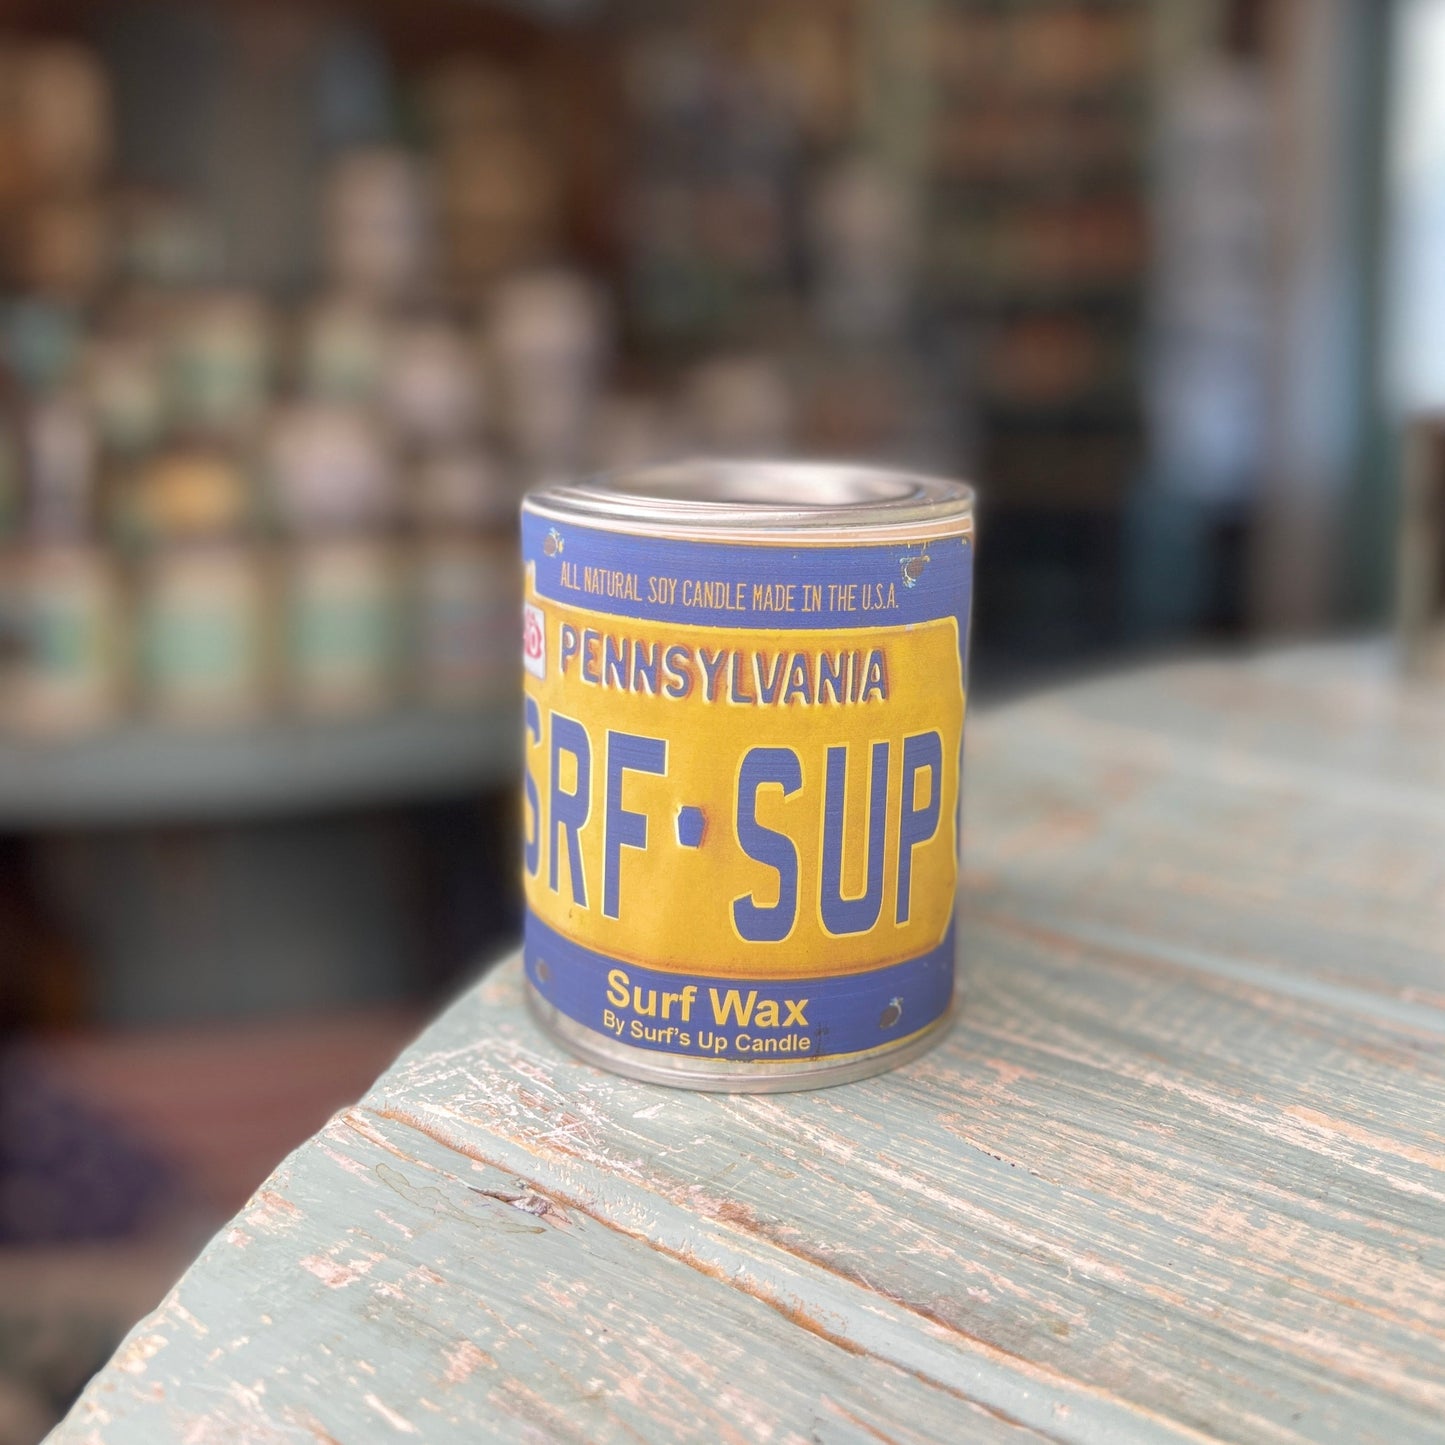 ALL NATURAL SOY CANDLE MADE IN THE U.S.A.
PENNSYLVANIA
SRF·SUP
Surf Wax
By Surf's Up Candle